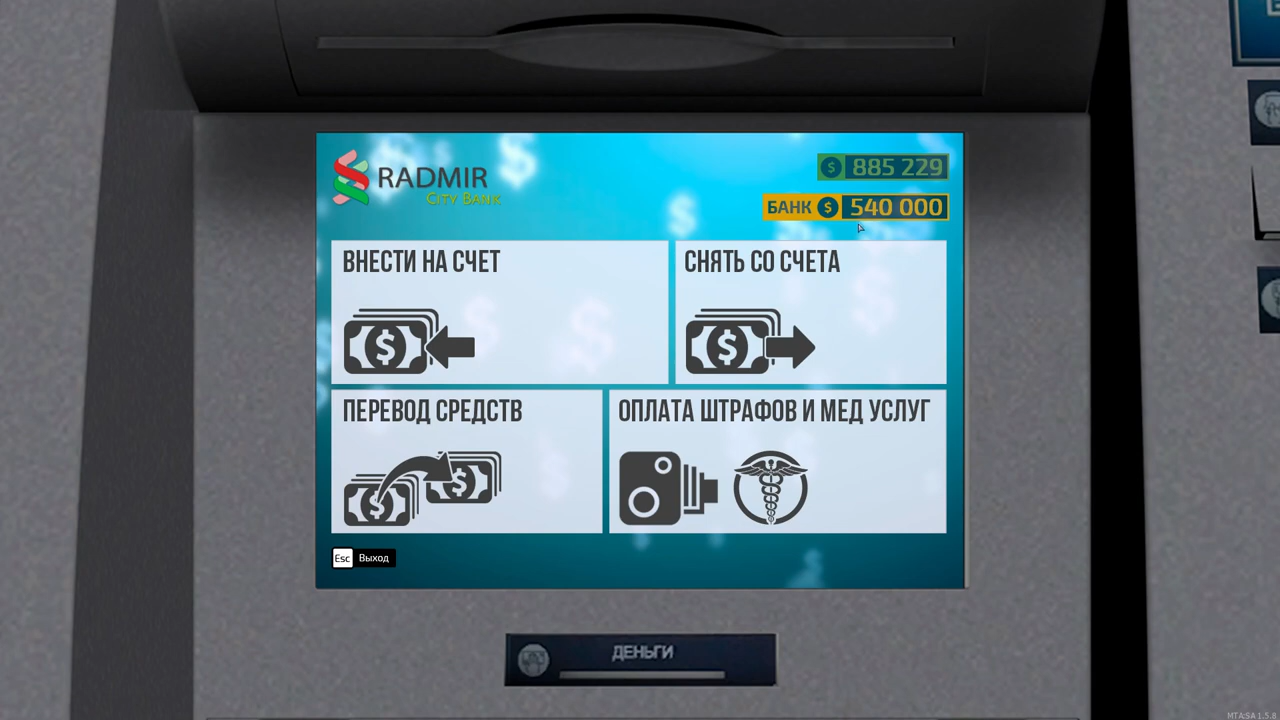 RADMIR
CITY BANK
$ 885 229
БАНК $ 540 000
ВНЕСТИ НА СЧЕТ
СНЯТЬ СО СЧЕТА
ПЕРЕВОД СРЕДСТВ
ОПЛАТА ШТРАФОВ И МЕД УСЛУГ
Esc Выход
ДЕНЬГИ
MTA:SA 1.5.8